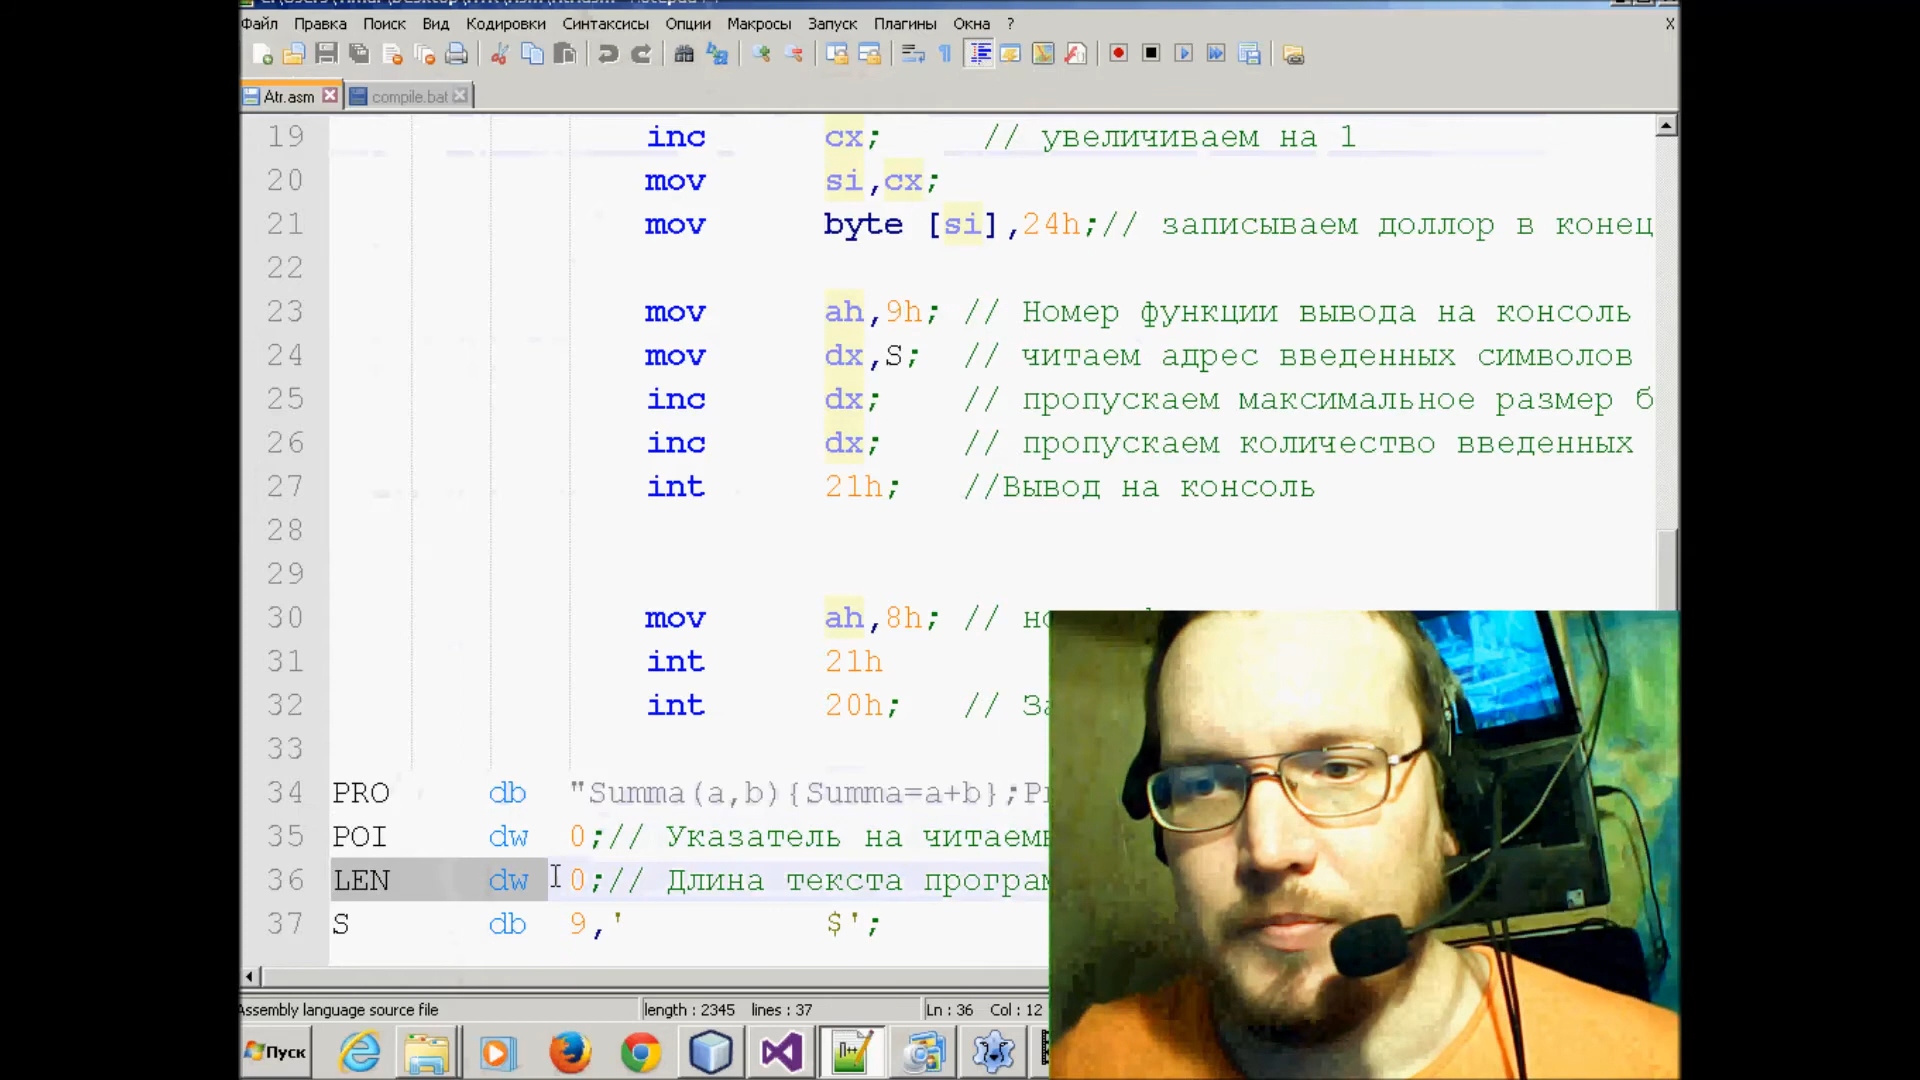 Файл Правка Поиск Вид Кодировки Синтаксисы Опции Макросы Запуск Плагины Окна ? X
Atr.asm compile.bat
19 inc cx; // увеличиваем на 1
20 mov si,cx;
21 mov byte [si],24h;// записываем доллор в конец
22
23 mov ah,9h; // Номер функции вывода на консоль
24 mov dx,S; // читаем адрес введенных символов
25 inc dx; // пропускаем максимальное размер б
26 inc dx; // пропускаем количество введенных
27 int 21h; //Вывод на консоль
28
29
30 mov ah,8h; // но
31 int 21h
32 int 20h; // За
33
34 PRO db "Summa(a,b){Summa=a+b};Pr
35 POI dw 0;// Указатель на читаемы
36 LEN dw 0;// Длина текста програм
37 S db 9,' $';
Assembly language source file length : 2345 lines : 37 Ln : 36 Col : 12
Пуск